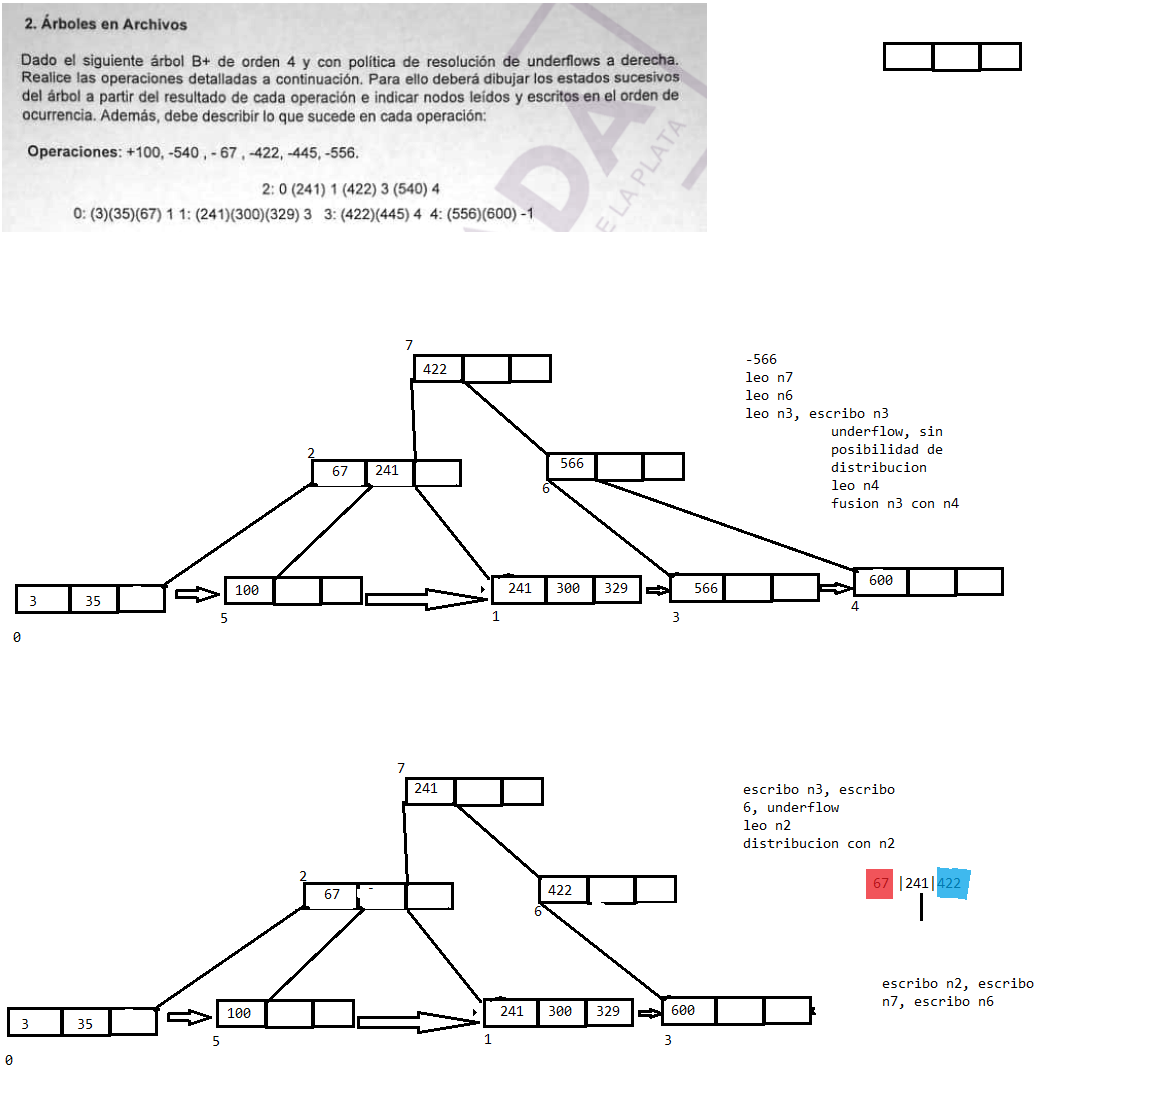 2. Árboles en Archivos
Dado el siguiente árbol B+ de orden 4 y con política de resolución de underflows a derecha.
Realice las operaciones detalladas a continuación. Para ello deberá dibujar los estados sucesivos
del árbol a partir del resultado de cada operación e indicar nodos leídos y escritos en el orden de
ocurrencia. Además, debe describir lo que sucede en cada operación:
Operaciones: +100, -540 , - 67 , -422, -445, -556.
2: 0 (241) 1 (422) 3 (540) 4
0: (3)(35)(67) 1 1: (241)(300)(329) 3 3: (422)(445) 4 4: (556)(600) -1
DA
DE LA PLATA
7
422
2
67 241
566
6
3 35
0
100
5
241 300 329
1
566
3
600
4
-566
leo n7
leo n6
leo n3, escribo n3
underflow, sin
posibilidad de
distribucion
leo n4
fusion n3 con n4
7
241
2
67 -
422
6
3 35
0
100
5
241 300 329
1
600
3
escribo n3, escribo
6, underflow
leo n2
distribucion con n2
67 |241|422
escribo n2, escribo
n7, escribo n6